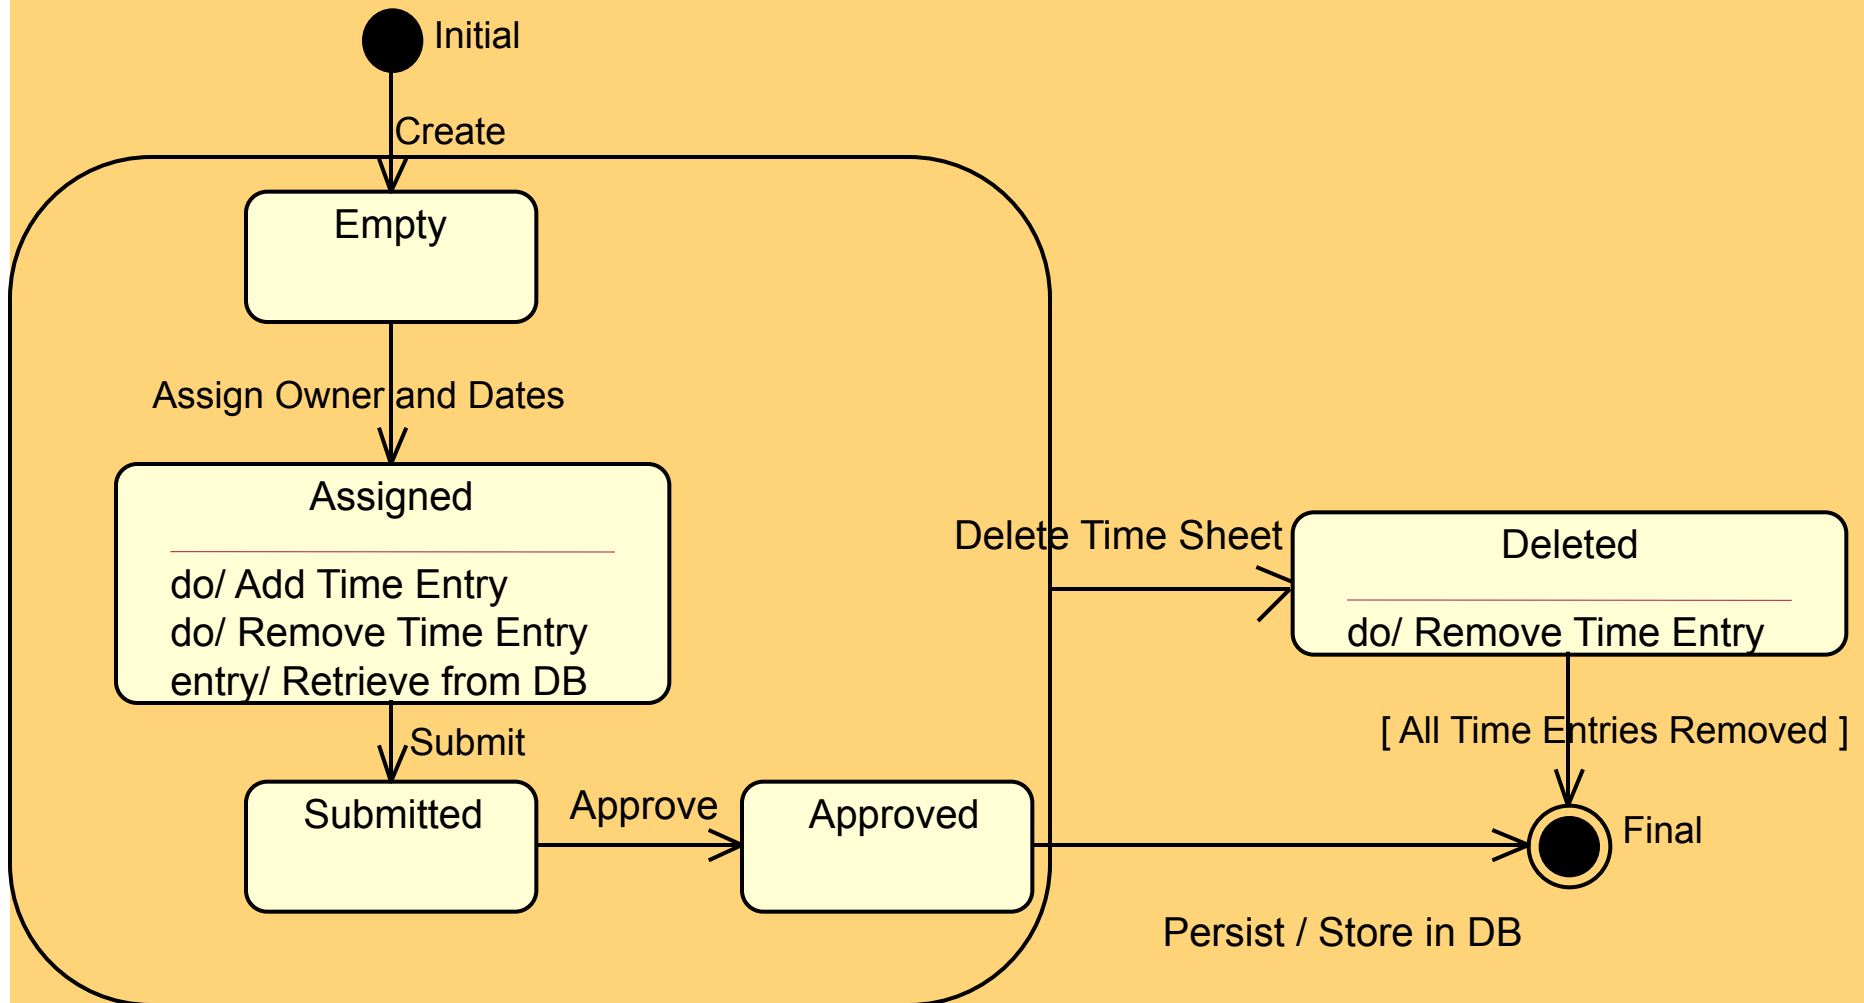 Initial
Create
Empty
Assign Owner and Dates
Assigned
do/ Add Time Entry
do/ Remove Time Entry
entry/ Retrieve from DB
Delete Time Sheet
Deleted
do/ Remove Time Entry
[ All Time Entries Removed ]
Submit
Submitted
Approve
Approved
Final
Persist / Store in DB